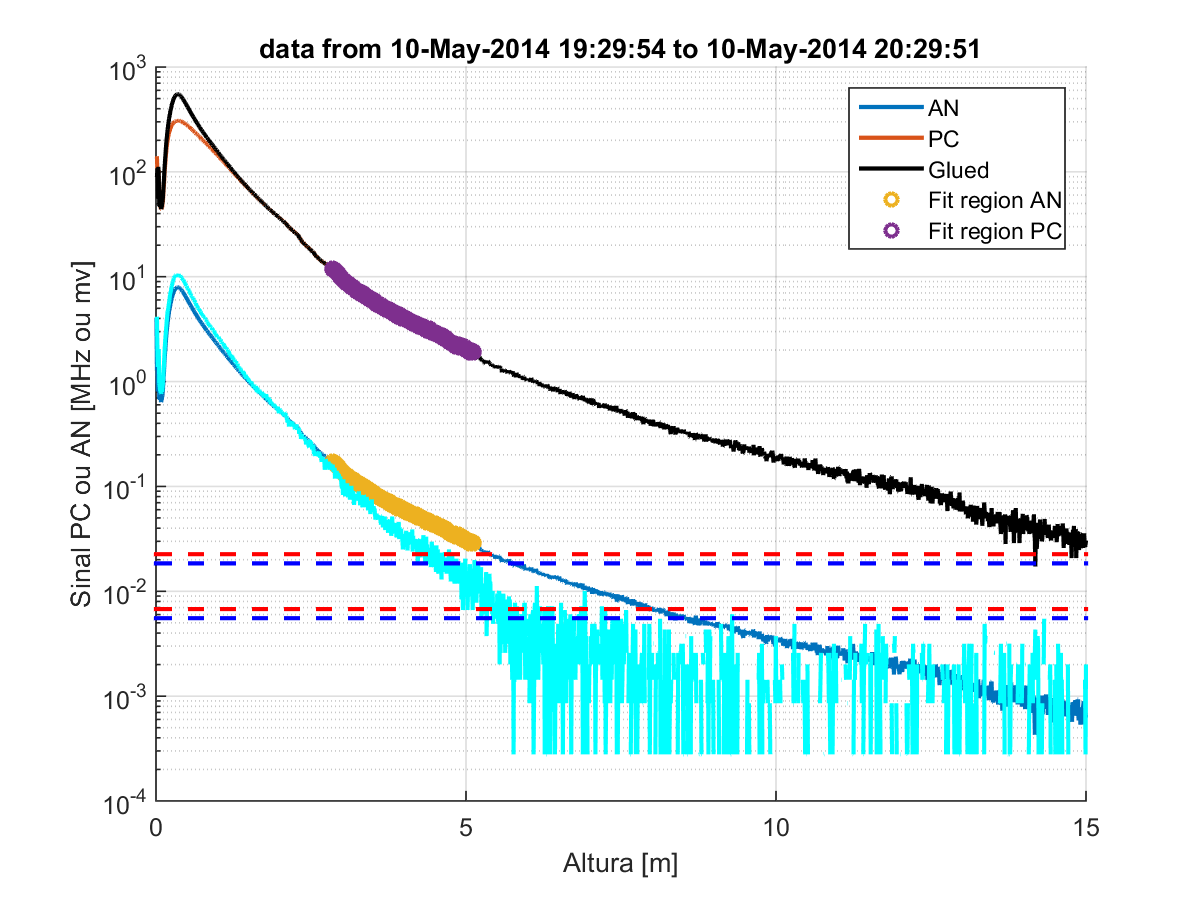 data from 10-May-2014 19:29:54 to 10-May-2014 20:29:51
10^3
10^2
10^1
10^0
10^-1
10^-2
10^-3
10^-4
Sinal PC ou AN [MHz ou mv]
AN
PC
Glued
Fit region AN
Fit region PC
0 5 10 15
Altura [m]